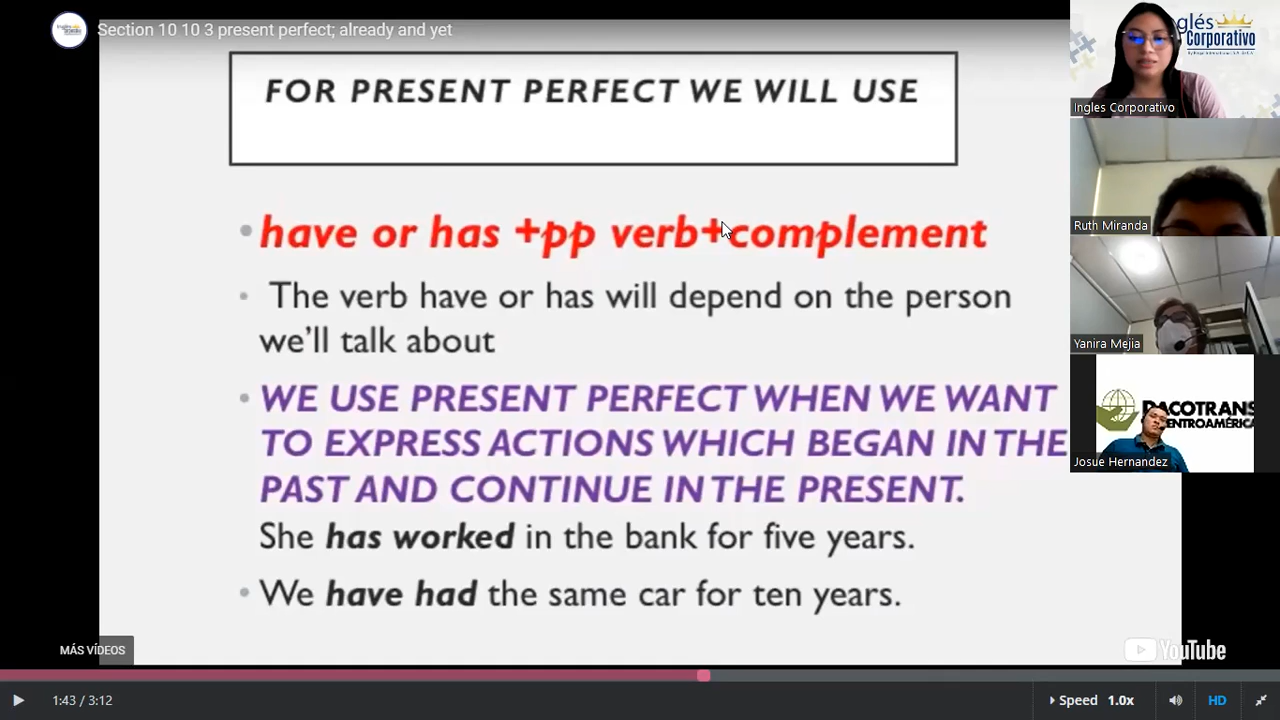 Section 10 10 3 present perfect; already and yet
FOR PRESENT PERFECT WE WILL USE
have or has +pp verb+complement
The verb have or has will depend on the person
we'll talk about
WE USE PRESENT PERFECT WHEN WE WANT
TO EXPRESS ACTIONS WHICH BEGAN IN THE
PAST AND CONTINUE IN THE PRESENT.
She has worked in the bank for five years.
We have had the same car for ten years.
glés
Corporativo
Ingles Corporativo
Ruth Miranda
Yanira Mejia
DACOTRANS
ENTROAMÉRICA
Josue Hernandez
MÁS VÍDEOS
YouTube
1:43 / 3:12
Speed 1.0x
HD